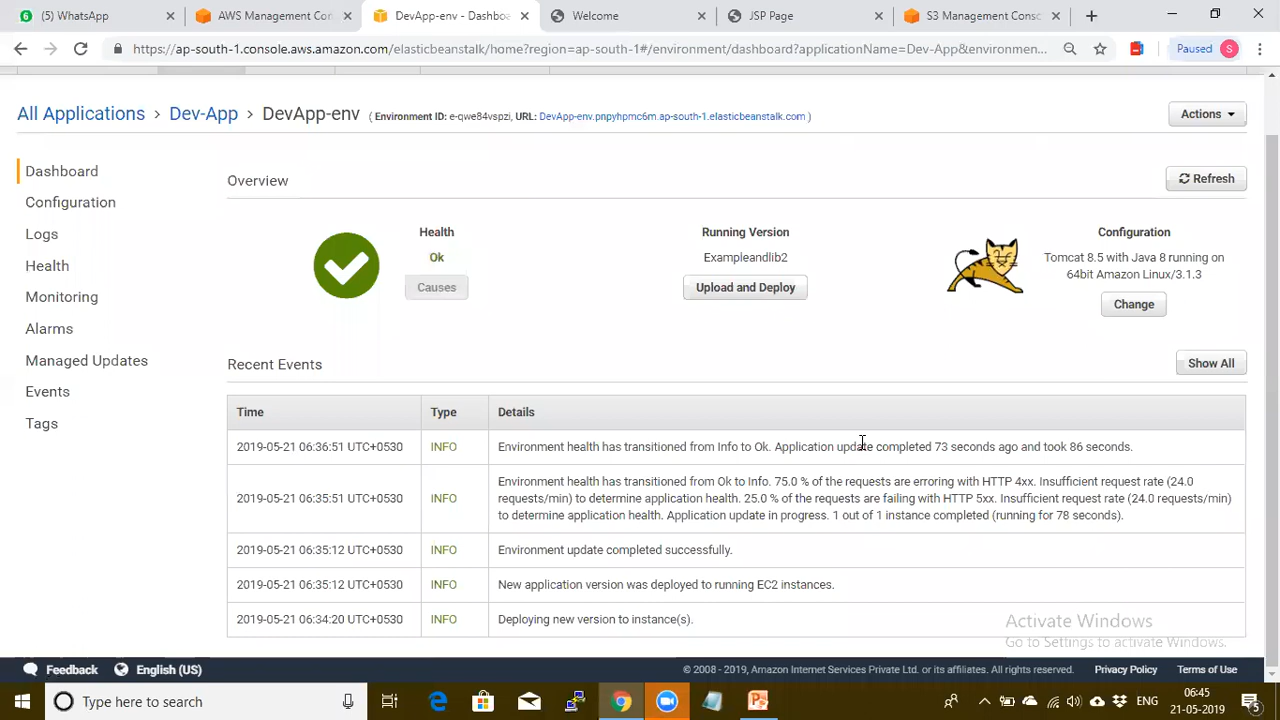 (5) WhatsApp
AWS Management Con
DevApp-env - Dashbo
Welcome
JSP Page
S3 Management Cons
https://ap-south-1.console.aws.amazon.com/elasticbeanstalk/home?region=ap-south-1#/environment/dashboard?applicationName=Dev-App&environmen...
Paused S
All Applications > Dev-App > DevApp-env ( Environment ID: e-qwe84vspzi, URL: DevApp-env.pnpyhpmc6m.ap-south-1.elasticbeanstalk.com )
Actions
Dashboard
Configuration
Logs
Health
Monitoring
Alarms
Managed Updates
Events
Tags
Overview
Refresh
Health
Ok
Causes
Running Version
Exampleandlib2
Upload and Deploy
Configuration
Tomcat 8.5 with Java 8 running on
64bit Amazon Linux/3.1.3
Change
Recent Events
Show All
Time Type Details
2019-05-21 06:36:51 UTC+0530 INFO Environment health has transitioned from Info to Ok. Application update completed 73 seconds ago and took 86 seconds.
2019-05-21 06:35:51 UTC+0530 INFO Environment health has transitioned from Ok to Info. 75.0 % of the requests are erroring with HTTP 4xx. Insufficient request rate (24.0
requests/min) to determine application health. 25.0 % of the requests are failing with HTTP 5xx. Insufficient request rate (24.0 requests/min)
to determine application health. Application update in progress. 1 out of 1 instance completed (running for 78 seconds).
2019-05-21 06:35:12 UTC+0530 INFO Environment update completed successfully.
2019-05-21 06:35:12 UTC+0530 INFO New application version was deployed to running EC2 instances.
2019-05-21 06:34:20 UTC+0530 INFO Deploying new version to instance(s).
Activate Windows
Go to Settings to activate Windows.
Feedback English (US)
© 2008 - 2019, Amazon Internet Services Private Ltd. or its affiliates. All rights reserved. Privacy Policy Terms of Use
Type here to search
ENG
06:45
21-05-2019
5